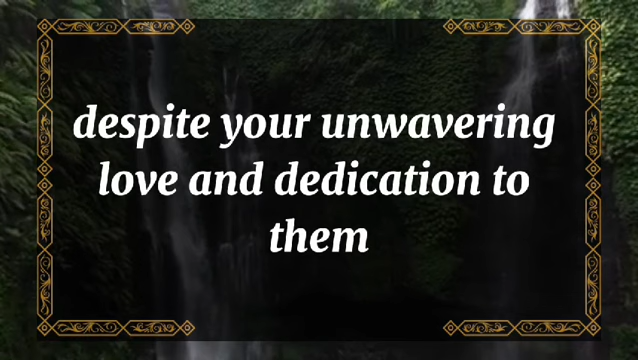 despite your unwavering
love and dedication to
them